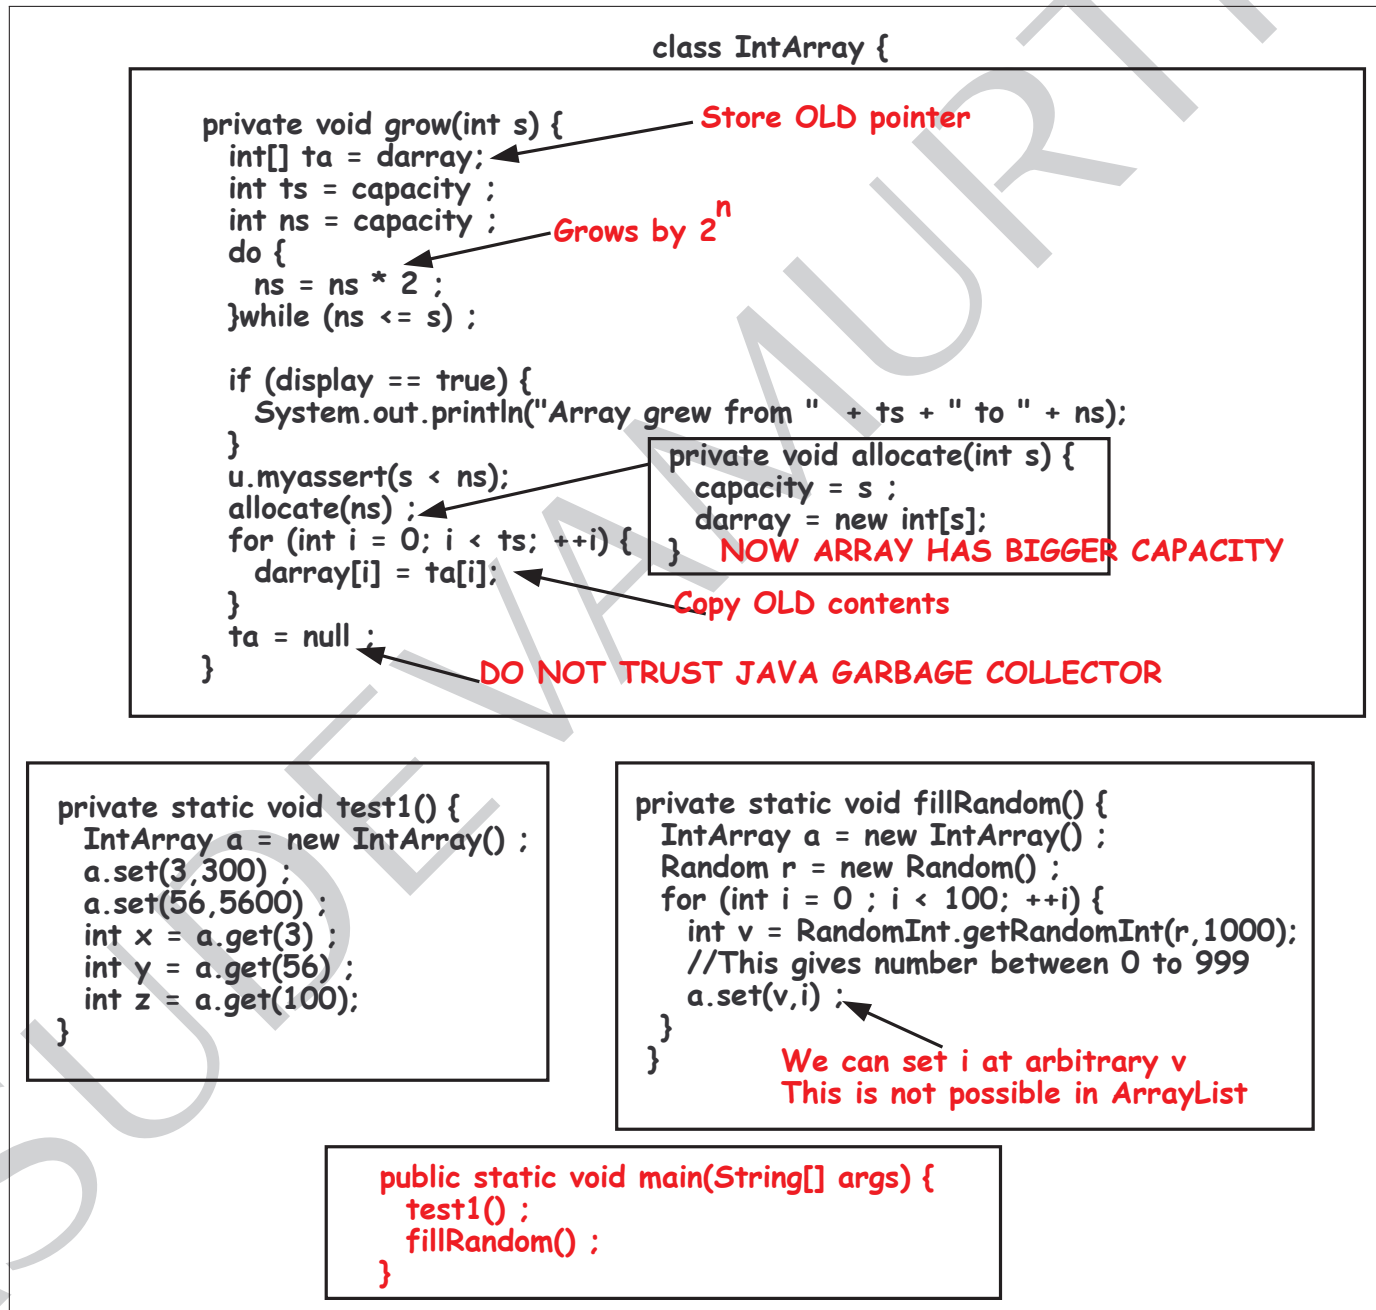 class IntArray {
private void grow(int s) {
Store OLD pointer
int[] ta = darray;
int ts = capacity ;
int ns = capacity ;
Grows by 2^n
do {
ns = ns * 2 ;
}while (ns <= s) ;
if (display == true) {
System.out.println("Array grew from "  + ts + " to " + ns);
}
u.myassert(s < ns);
allocate(ns) ;
for (int i = 0; i < ts; ++i) {
darray[i] = ta[i];
}
ta = null ;
}
private void allocate(int s) {
capacity = s ;
darray = new int[s];
}
NOW ARRAY HAS BIGGER CAPACITY
Copy OLD contents
DO NOT TRUST JAVA GARBAGE COLLECTOR
private static void test1() {
IntArray a = new IntArray() ;
a.set(3,300) ;
a.set(56,5600) ;
int x = a.get(3) ;
int y = a.get(56) ;
int z = a.get(100);
}
private static void fillRandom() {
IntArray a = new IntArray() ;
Random r = new Random() ;
for (int i = 0 ; i < 100; ++i) {
int v = RandomInt.getRandomInt(r,1000);
//This gives number between 0 to 999
a.set(v,i) ;
}
}
We can set i at arbitrary v
This is not possible in ArrayList
public static void main(String[] args) {
test1() ;
fillRandom() ;
}